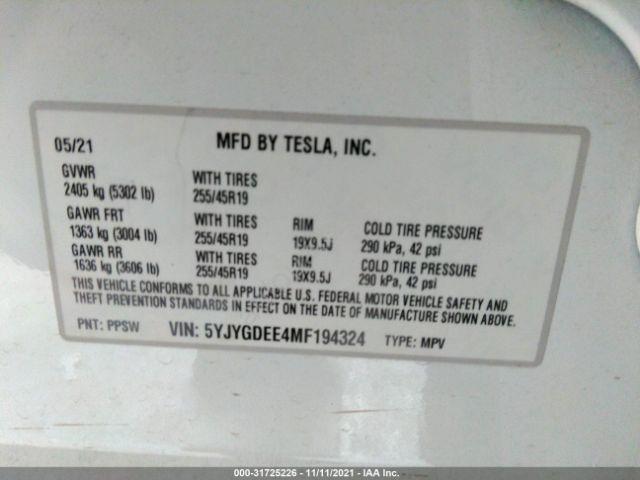 05/21 MFD BY TESLA, INC.
GVWR WITH TIRES
2405 kg (5302 lb) 255/45R19
GAWR FRT WITH TIRES RIM COLD TIRE PRESSURE
1363 kg (3004 lb) 255/45R19 19X9.5J 290 kPa, 42 psi
GAWR RR WITH TIRES RIM COLD TIRE PRESSURE
1636 kg (3606 lb) 255/45R19 19X9.5J 290 kPa, 42 psi
THIS VEHICLE CONFORMS TO ALL APPLICABLE U.S. FEDERAL MOTOR VEHICLE SAFETY AND
THEFT PREVENTION STANDARDS IN EFFECT ON THE DATE OF MANUFACTURE SHOWN ABOVE.
PNT: PPSW VIN: 5YJYGDEE4MF194324 TYPE: MPV
000-31725226 - 11/11/2021 - IAA Inc.